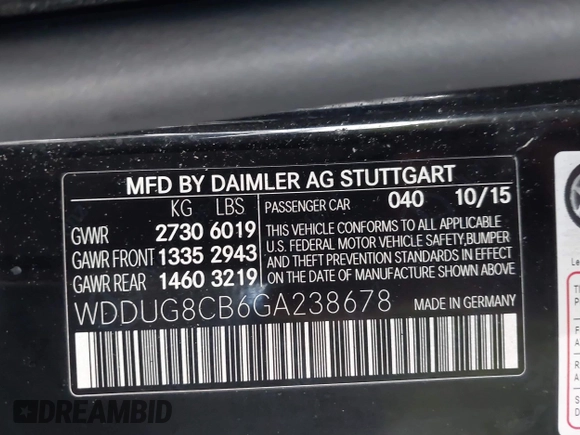 MFD BY DAIMLER AG STUTTGART
KG LBS
GWWR 2730 6019
GAWR FRONT 1335 2943
GAWR REAR 1460 3219
PASSENGER CAR 040 10/15
THIS VEHICLE CONFORMS TO ALL APPLICABLE
U.S. FEDERAL MOTOR VEHICLE SAFETY,BUMPER
AND THEFT PREVENTION STANDARDS IN EFFECT
ON THE DATE OF MANUFACTURE SHOWN ABOVE.
WDDUG8CB6GA238678 MADE IN GERMANY
DREAMBID